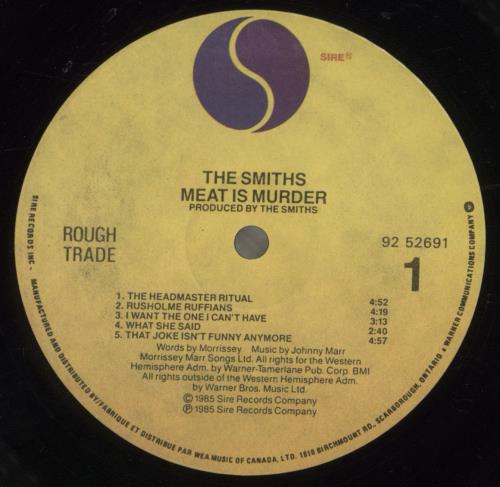 SIRE®
THE SMITHS
MEAT IS MURDER
PRODUCED BY THE SMITHS
ROUGH
TRADE
92 52691
1
1. THE HEADMASTER RITUAL 4:52
2. RUSHOLME RUFFIANS 4:19
3. I WANT THE ONE I CAN'T HAVE 3:13
4. WHAT SHE SAID 2:40
5. THAT JOKE ISN'T FUNNY ANYMORE 4:57
Words by Morrissey Music by Johnny Marr
Morrissey Marr Songs Ltd. All rights for the Western
Hemisphere Adm. by Warner-Tamerlane Pub. Corp. BMI
All rights outside of the Western Hemisphere Adm.
by Warner Bros. Music Ltd.
© 1985 Sire Records Company
℗ 1985 Sire Records Company
SIRE RECORDS INC - MANUFACTURED AND DISTRIBUTED BY/FABRIQUE ET DISTRIBUE PAR WEA MUSIC OF CANADA, LTD. 1810 BIRCHMOUNT RD., SCARBOROUGH, ONTARIO • WARNER COMMUNICATIONS COMPANY